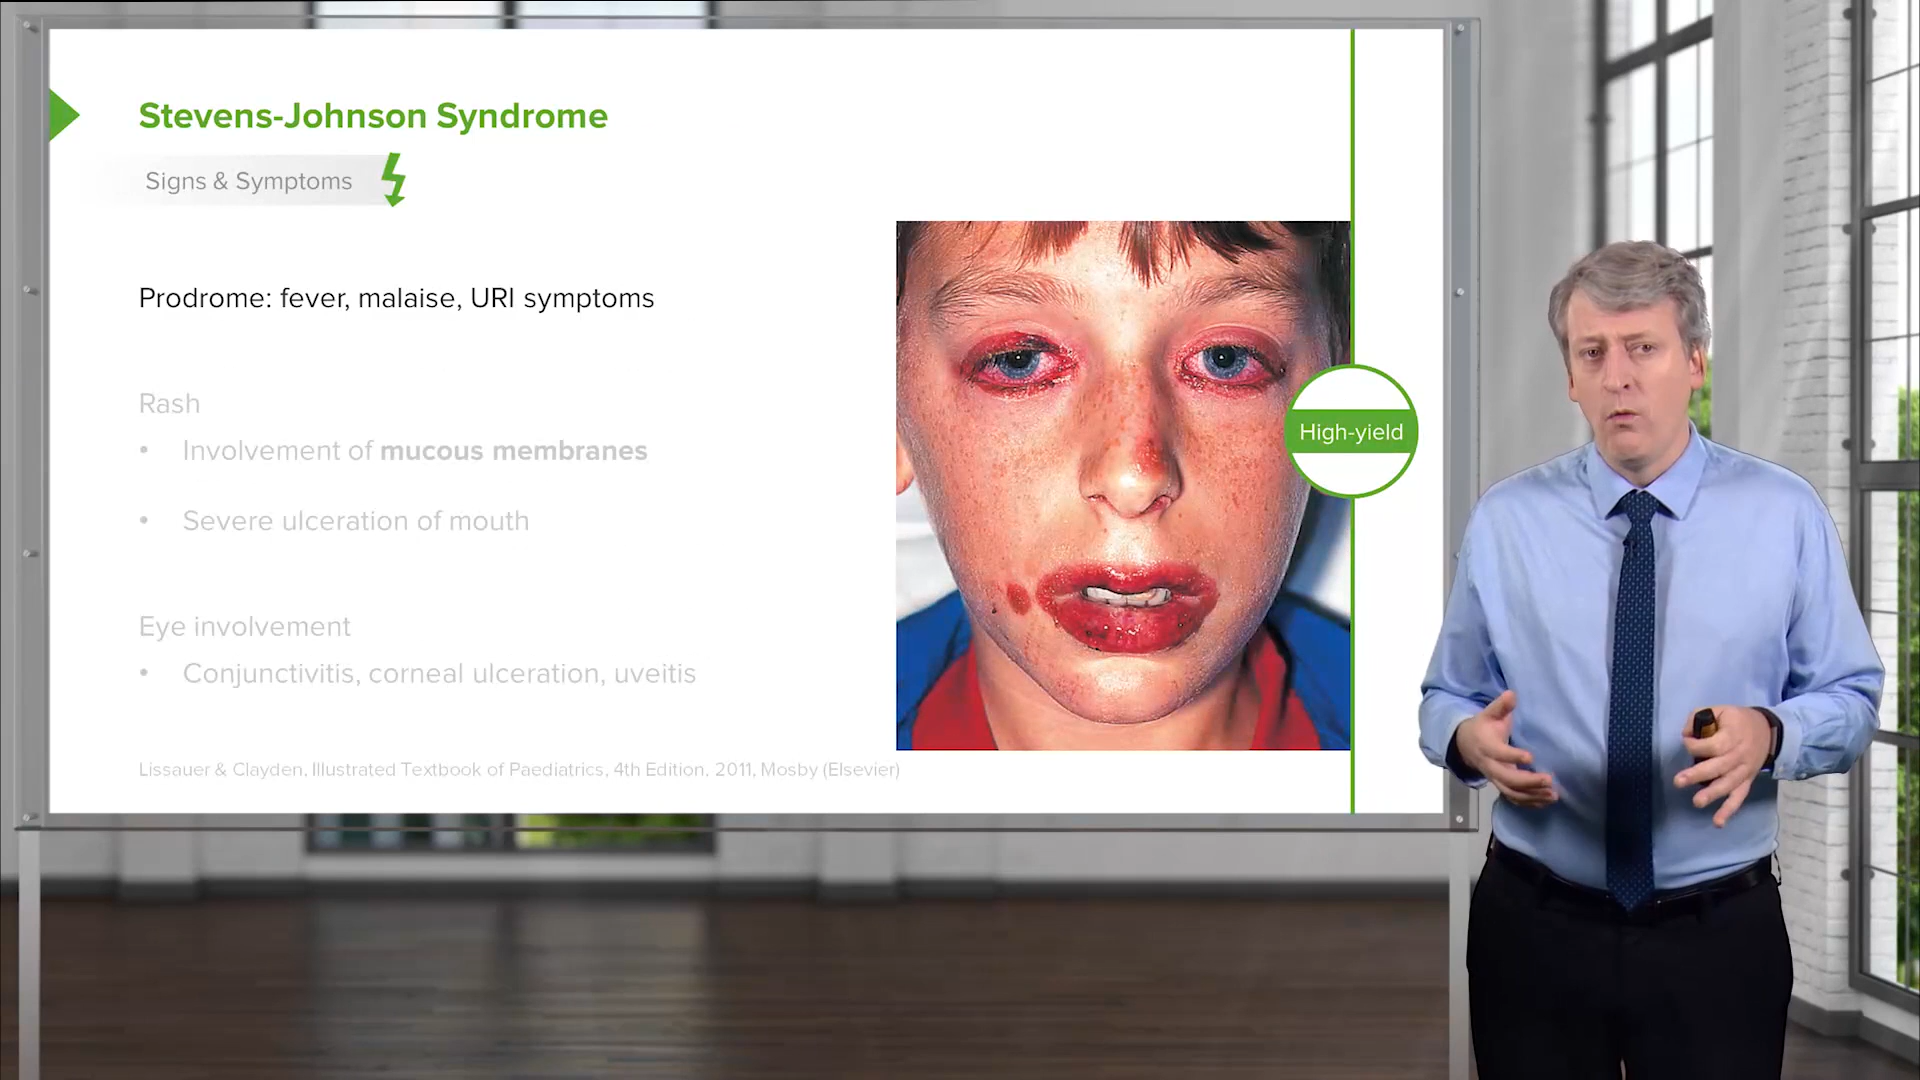 Stevens-Johnson Syndrome
Signs & Symptoms
Prodrome: fever, malaise, URI symptoms
Rash
• Involvement of mucous membranes
• Severe ulceration of mouth
Eye involvement
• Conjunctivitis, corneal ulceration, uveitis
High-yield
Lissauer & Clayden, Illustrated Textbook of Paediatrics, 4th Edition, 2011, Mosby (Elsevier)